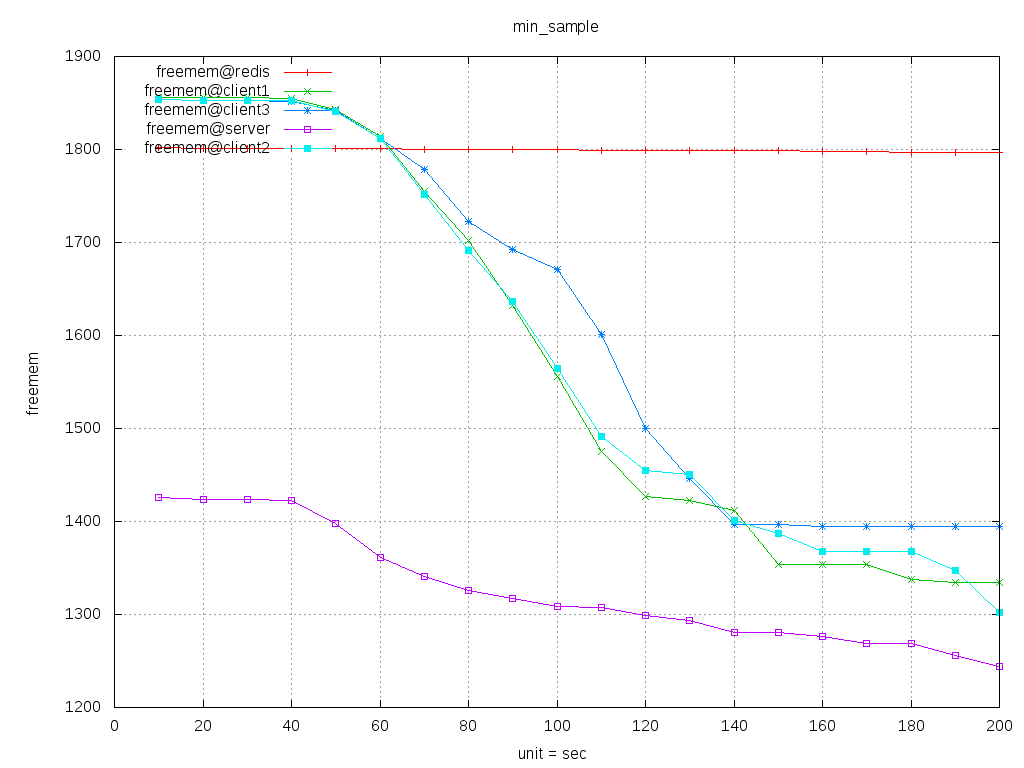 min_sample
1900
freemem@redis
freemem@client1
freemem@client3
freemem@server
freemem@client2
1800
1700
1600
1500
1400
1300
1200
freemem
0 20 40 60 80 100 120 140 160 180 200
unit = sec